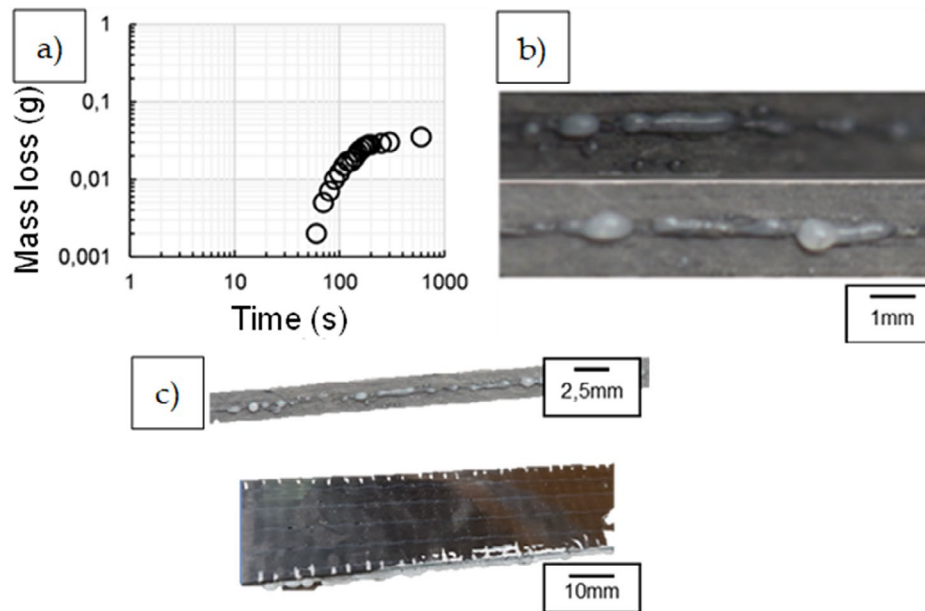 a)
Mass loss (g)
1
0,1
0,01
0,001
1
10
100
1000
Time (s)
b)
1mm
c)
2,5mm
10mm